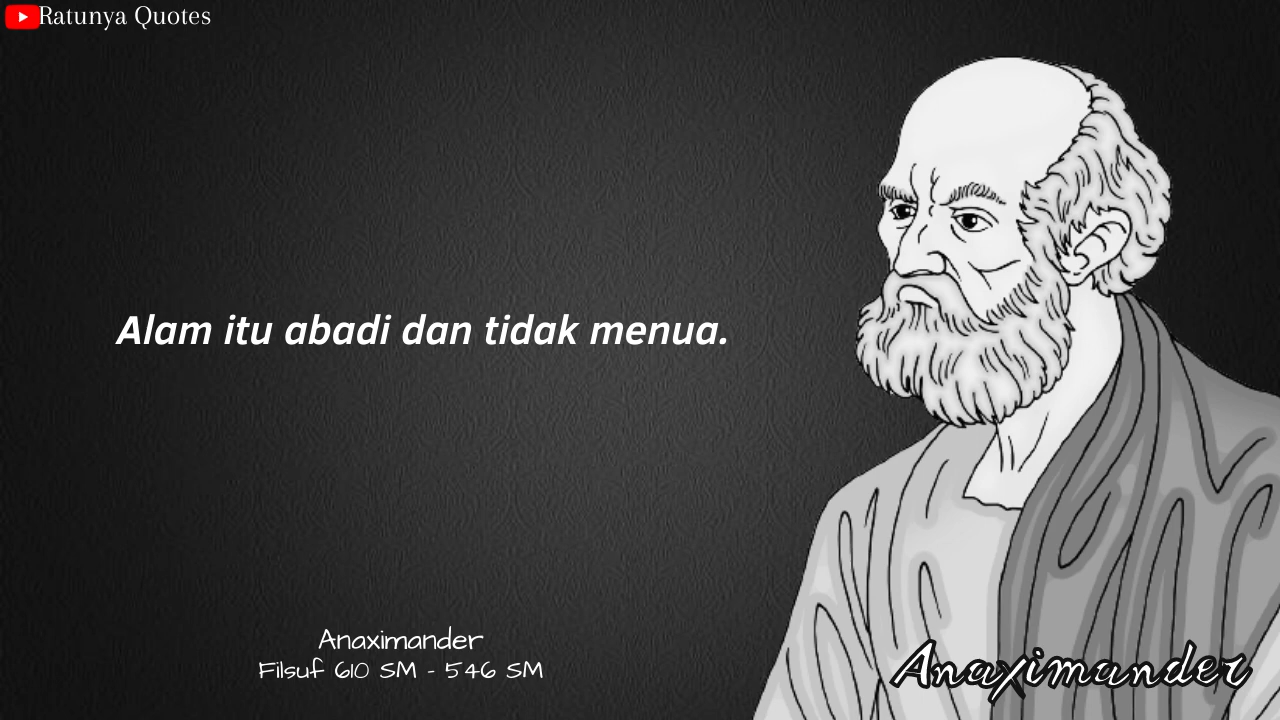 Ratunya Quotes
Alam itu abadi dan tidak menua.
Anaximander
Filsuf 610 SM - 546 SM
Anaximander